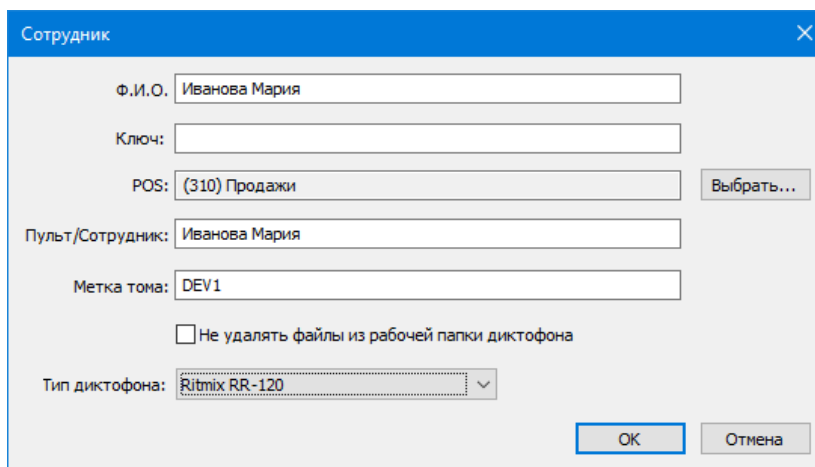 Сотрудник
Ф.И.О. Иванова Мария
Ключ:
POS: (310) Продажи Выбрать...
Пульт/Сотрудник: Иванова Мария
Метка тома: DEV1
Не удалять файлы из рабочей папки диктофона
Тип диктофона: Ritmix RR-120
OK Отмена